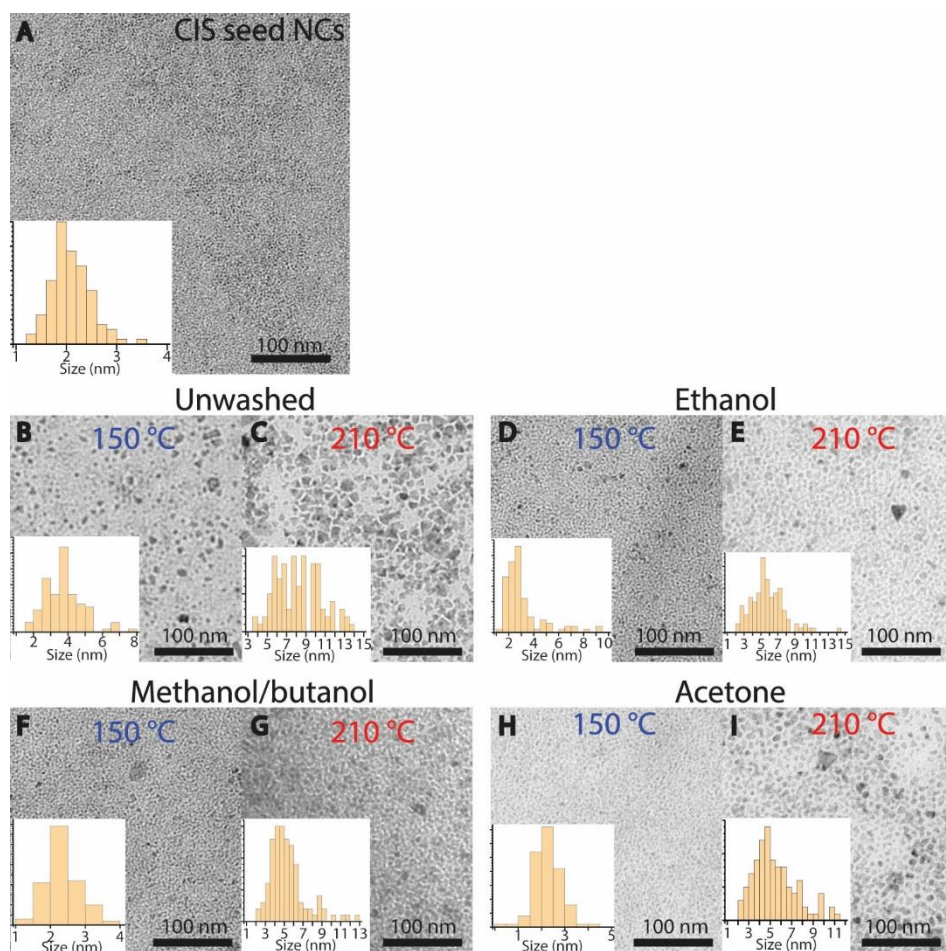 A CIS seed NCs
1 2 3 4
Size (nm)
100 nm
Unwashed
B 150 °C
2 4 6 8
Size (nm)
100 nm
C 210 °C
3 5 7 9 11 13 15
Size (nm)
100 nm
Ethanol
D 150 °C
2 4 6 8 10
Size (nm)
100 nm
E 210 °C
1 3 5 7 9 11 13 15
Size (nm)
100 nm
Methanol/butanol
F 150 °C
1 2 3 4
Size (nm)
100 nm
G 210 °C
1 3 5 7 9 11 13
Size (nm)
100 nm
Acetone
H 150 °C
1 3 5
Size (nm)
100 nm
I 210 °C
1 3 5 7 9 11
Size (nm)
100 nm